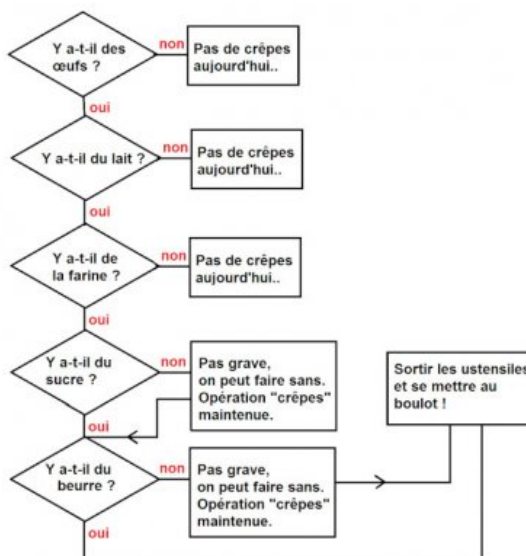 Y a-t-il des
œufs ?
non
Pas de crêpes
aujourd'hui..
oui
Y a-t-il du lait ?
non
Pas de crêpes
aujourd'hui..
oui
Y a-t-il de
la farine ?
non
Pas de crêpes
aujourd'hui..
oui
Y a-t-il du
sucre ?
non
Pas grave,
on peut faire sans.
Opération "crêpes"
maintenue.
Sortir les ustensiles
et se mettre au
boulot !
oui
Y a-t-il du
beurre ?
non
Pas grave,
on peut faire sans.
Opération "crêpes"
maintenue.
oui